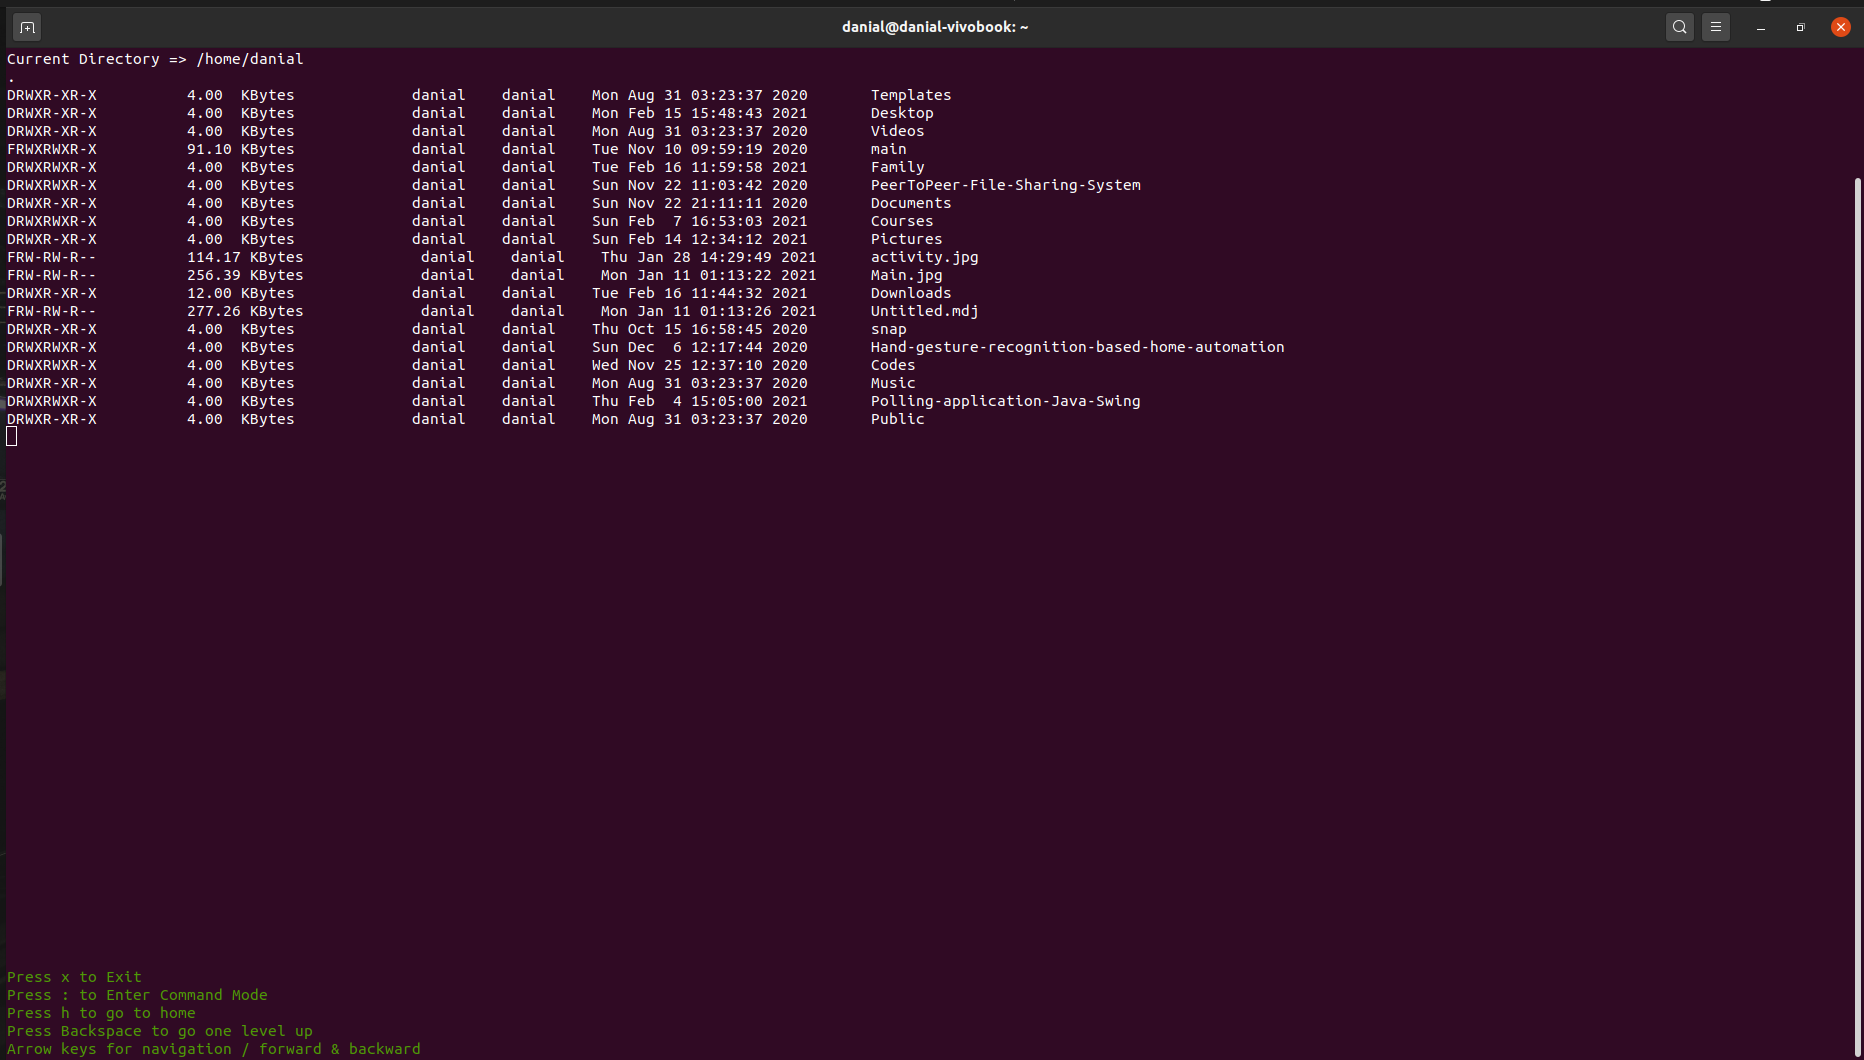 danial@danial-vivobook: ~
Current Directory => /home/danial
.
DRWXR-XR-X          4.00  KBytes             danial    danial    Mon Aug 31 03:23:37 2020       Templates
DRWXR-XR-X          4.00  KBytes             danial    danial    Mon Feb 15 15:48:43 2021       Desktop
DRWXR-XR-X          4.00  KBytes             danial    danial    Mon Aug 31 03:23:37 2020       Videos
FRWXRWXR-X          91.10 KBytes             danial    danial    Tue Nov 10 09:59:19 2020       main
DRWXRWXR-X          4.00  KBytes             danial    danial    Tue Feb 16 11:59:58 2021       Family
DRWXRWXR-X          4.00  KBytes             danial    danial    Sun Nov 22 11:03:42 2020       PeerToPeer-File-Sharing-System
DRWXR-XR-X          4.00  KBytes             danial    danial    Sun Nov 22 21:11:11 2020       Documents
DRWXRWXR-X          4.00  KBytes             danial    danial    Sun Feb  7 16:53:03 2021       Courses
DRWXR-XR-X          4.00  KBytes             danial    danial    Sun Feb 14 12:34:12 2021       Pictures
FRW-RW-R--          114.17 KBytes             danial    danial    Thu Jan 28 14:29:49 2021      activity.jpg
FRW-RW-R--          256.39 KBytes             danial    danial    Mon Jan 11 01:13:22 2021      Main.jpg
DRWXR-XR-X          12.00 KBytes             danial    danial    Tue Feb 16 11:44:32 2021       Downloads
FRW-RW-R--          277.26 KBytes             danial    danial    Mon Jan 11 01:13:26 2021      Untitled.mdj
DRWXR-XR-X          4.00  KBytes             danial    danial    Thu Oct 15 16:58:45 2020       snap
DRWXRWXR-X          4.00  KBytes             danial    danial    Sun Dec  6 12:17:44 2020       Hand-gesture-recognition-based-home-automation
DRWXRWXR-X          4.00  KBytes             danial    danial    Wed Nov 25 12:37:10 2020       Codes
DRWXR-XR-X          4.00  KBytes             danial    danial    Mon Aug 31 03:23:37 2020       Music
DRWXRWXR-X          4.00  KBytes             danial    danial    Thu Feb  4 15:05:00 2021       Polling-application-Java-Swing
DRWXR-XR-X          4.00  KBytes             danial    danial    Mon Aug 31 03:23:37 2020       Public
Press x to Exit
Press : to Enter Command Mode
Press h to go to home
Press Backspace to go one level up
Arrow keys for navigation / forward & backward